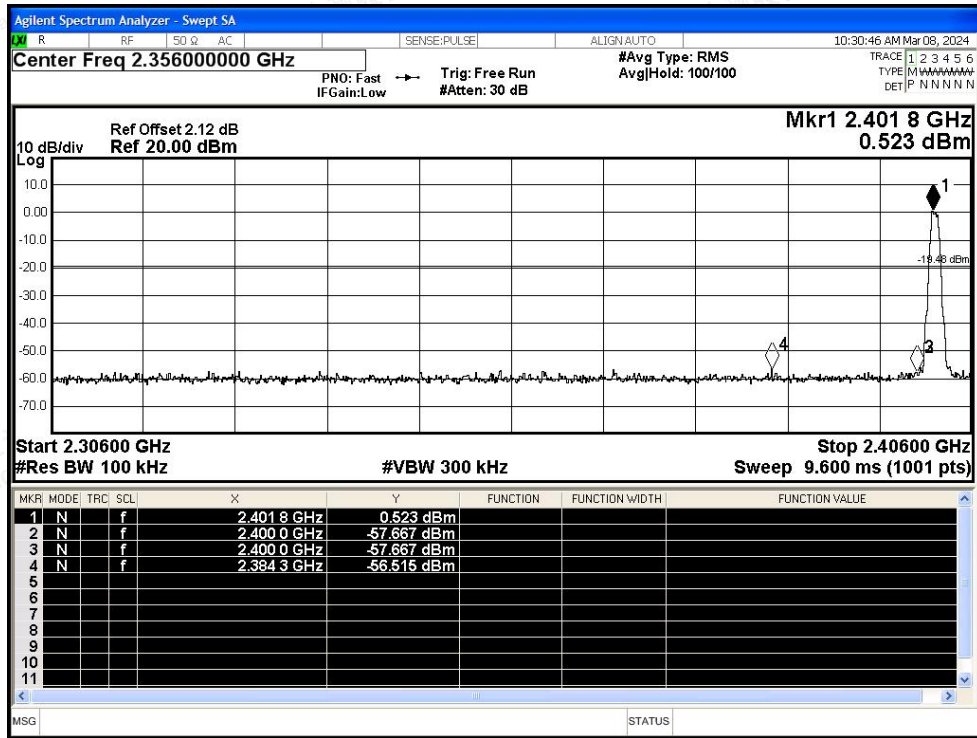 Agilent Spectrum Analyzer - Swept SA
LXI R RF 50 Ω AC SENSE:PULSE ALIGN AUTO 10:30:46 AM Mar 08, 2024
Center Freq 2.356000000 GHz
PNO: Fast
IFGain:Low
Trig: Free Run
#Atten: 30 dB
#Avg Type: RMS
Avg|Hold: 100/100
TRACE 1 2 3 4 5 6
TYPE M
DET P N N N N N
Ref Offset 2.12 dB
10 dB/div Ref 20.00 dBm
Log
Mkr1 2.401 8 GHz
0.523 dBm
10.0
0.00
-10.0
-20.0
-30.0
-40.0
-50.0
-60.0
-70.0
1
-19.48 dBm
4
3
Start 2.30600 GHz Stop 2.40600 GHz
#Res BW 100 kHz #VBW 300 kHz Sweep 9.600 ms (1001 pts)
MKR MODE TRC SCL X Y FUNCTION FUNCTION WIDTH FUNCTION VALUE
1 N f 2.401 8 GHz 0.523 dBm
2 N f 2.400 0 GHz -57.667 dBm
3 N f 2.400 0 GHz -57.667 dBm
4 N f 2.384 3 GHz -56.515 dBm
5
6
7
8
9
10
11
MSG STATUS